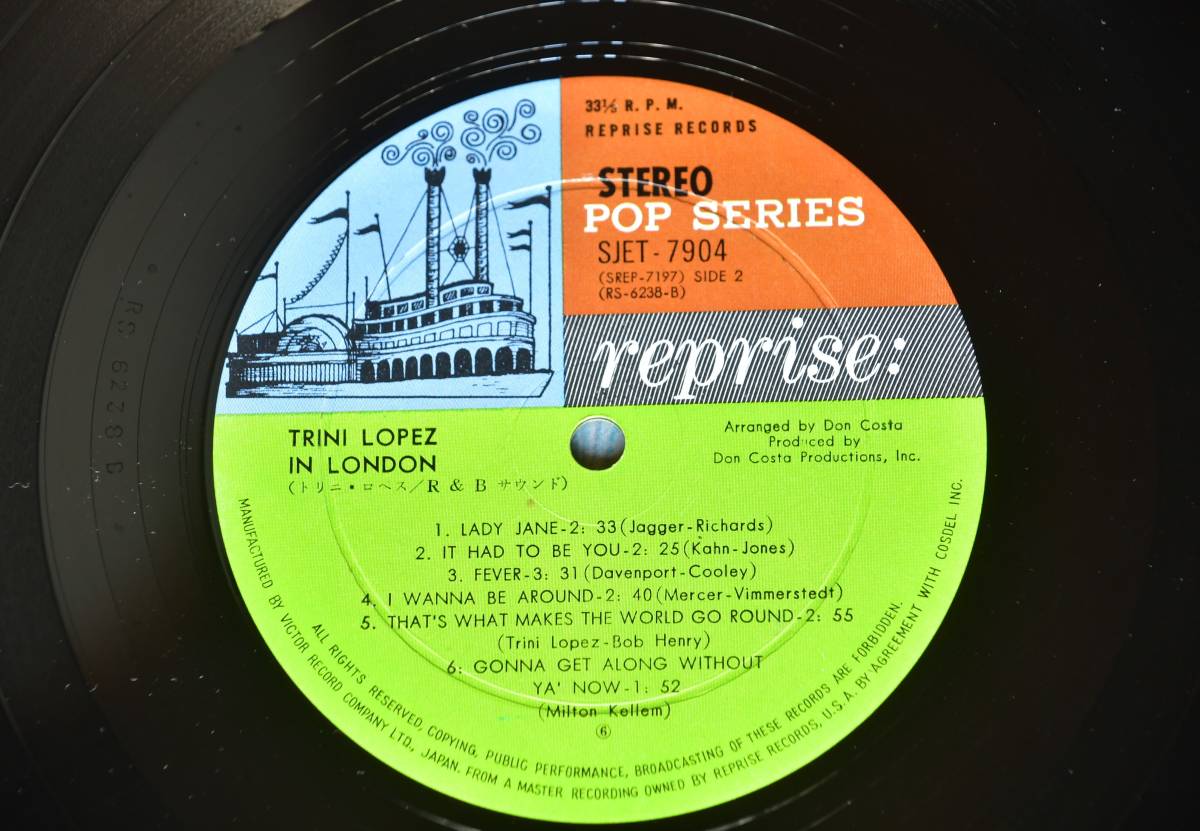 33⅓ R. P. M.
REPRISE RECORDS
STEREO
POP SERIES
SJET - 7904
(SREP-7197) SIDE 2
(RS-6238-B)
reprise:
TRINI LOPEZ
IN LONDON
(トリニ・ロペス/R & B サウンド)
Arranged by Don Costa
Produced by
Don Costa Productions, Inc.
1. LADY JANE-2: 33 (Jagger-Richards)
2. IT HAD TO BE YOU-2: 25 (Kahn-Jones)
3. FEVER-3: 31 (Davenport-Cooley)
4. I WANNA BE AROUND-2: 40 (Mercer-Vimmerstedt)
5. THAT'S WHAT MAKES THE WORLD GO ROUND-2: 55
(Trini Lopez-Bob Henry)
6: GONNA GET ALONG WITHOUT
YA' NOW-1: 52
(Milton Kellem)
⑥
ALL RIGHTS RESERVED, COPYING, PUBLIC PERFORMANCE, BROADCASTING OF THESE RECORDS ARE FORBIDDEN.
MANUFACTURED BY VICTOR RECORD COMPANY LTD., JAPAN. FROM A MASTER RECORDING OWNED BY REPRISE RECORDS, U.S.A. BY AGREEMENT WITH COSDEL INC.
RS 6238 B